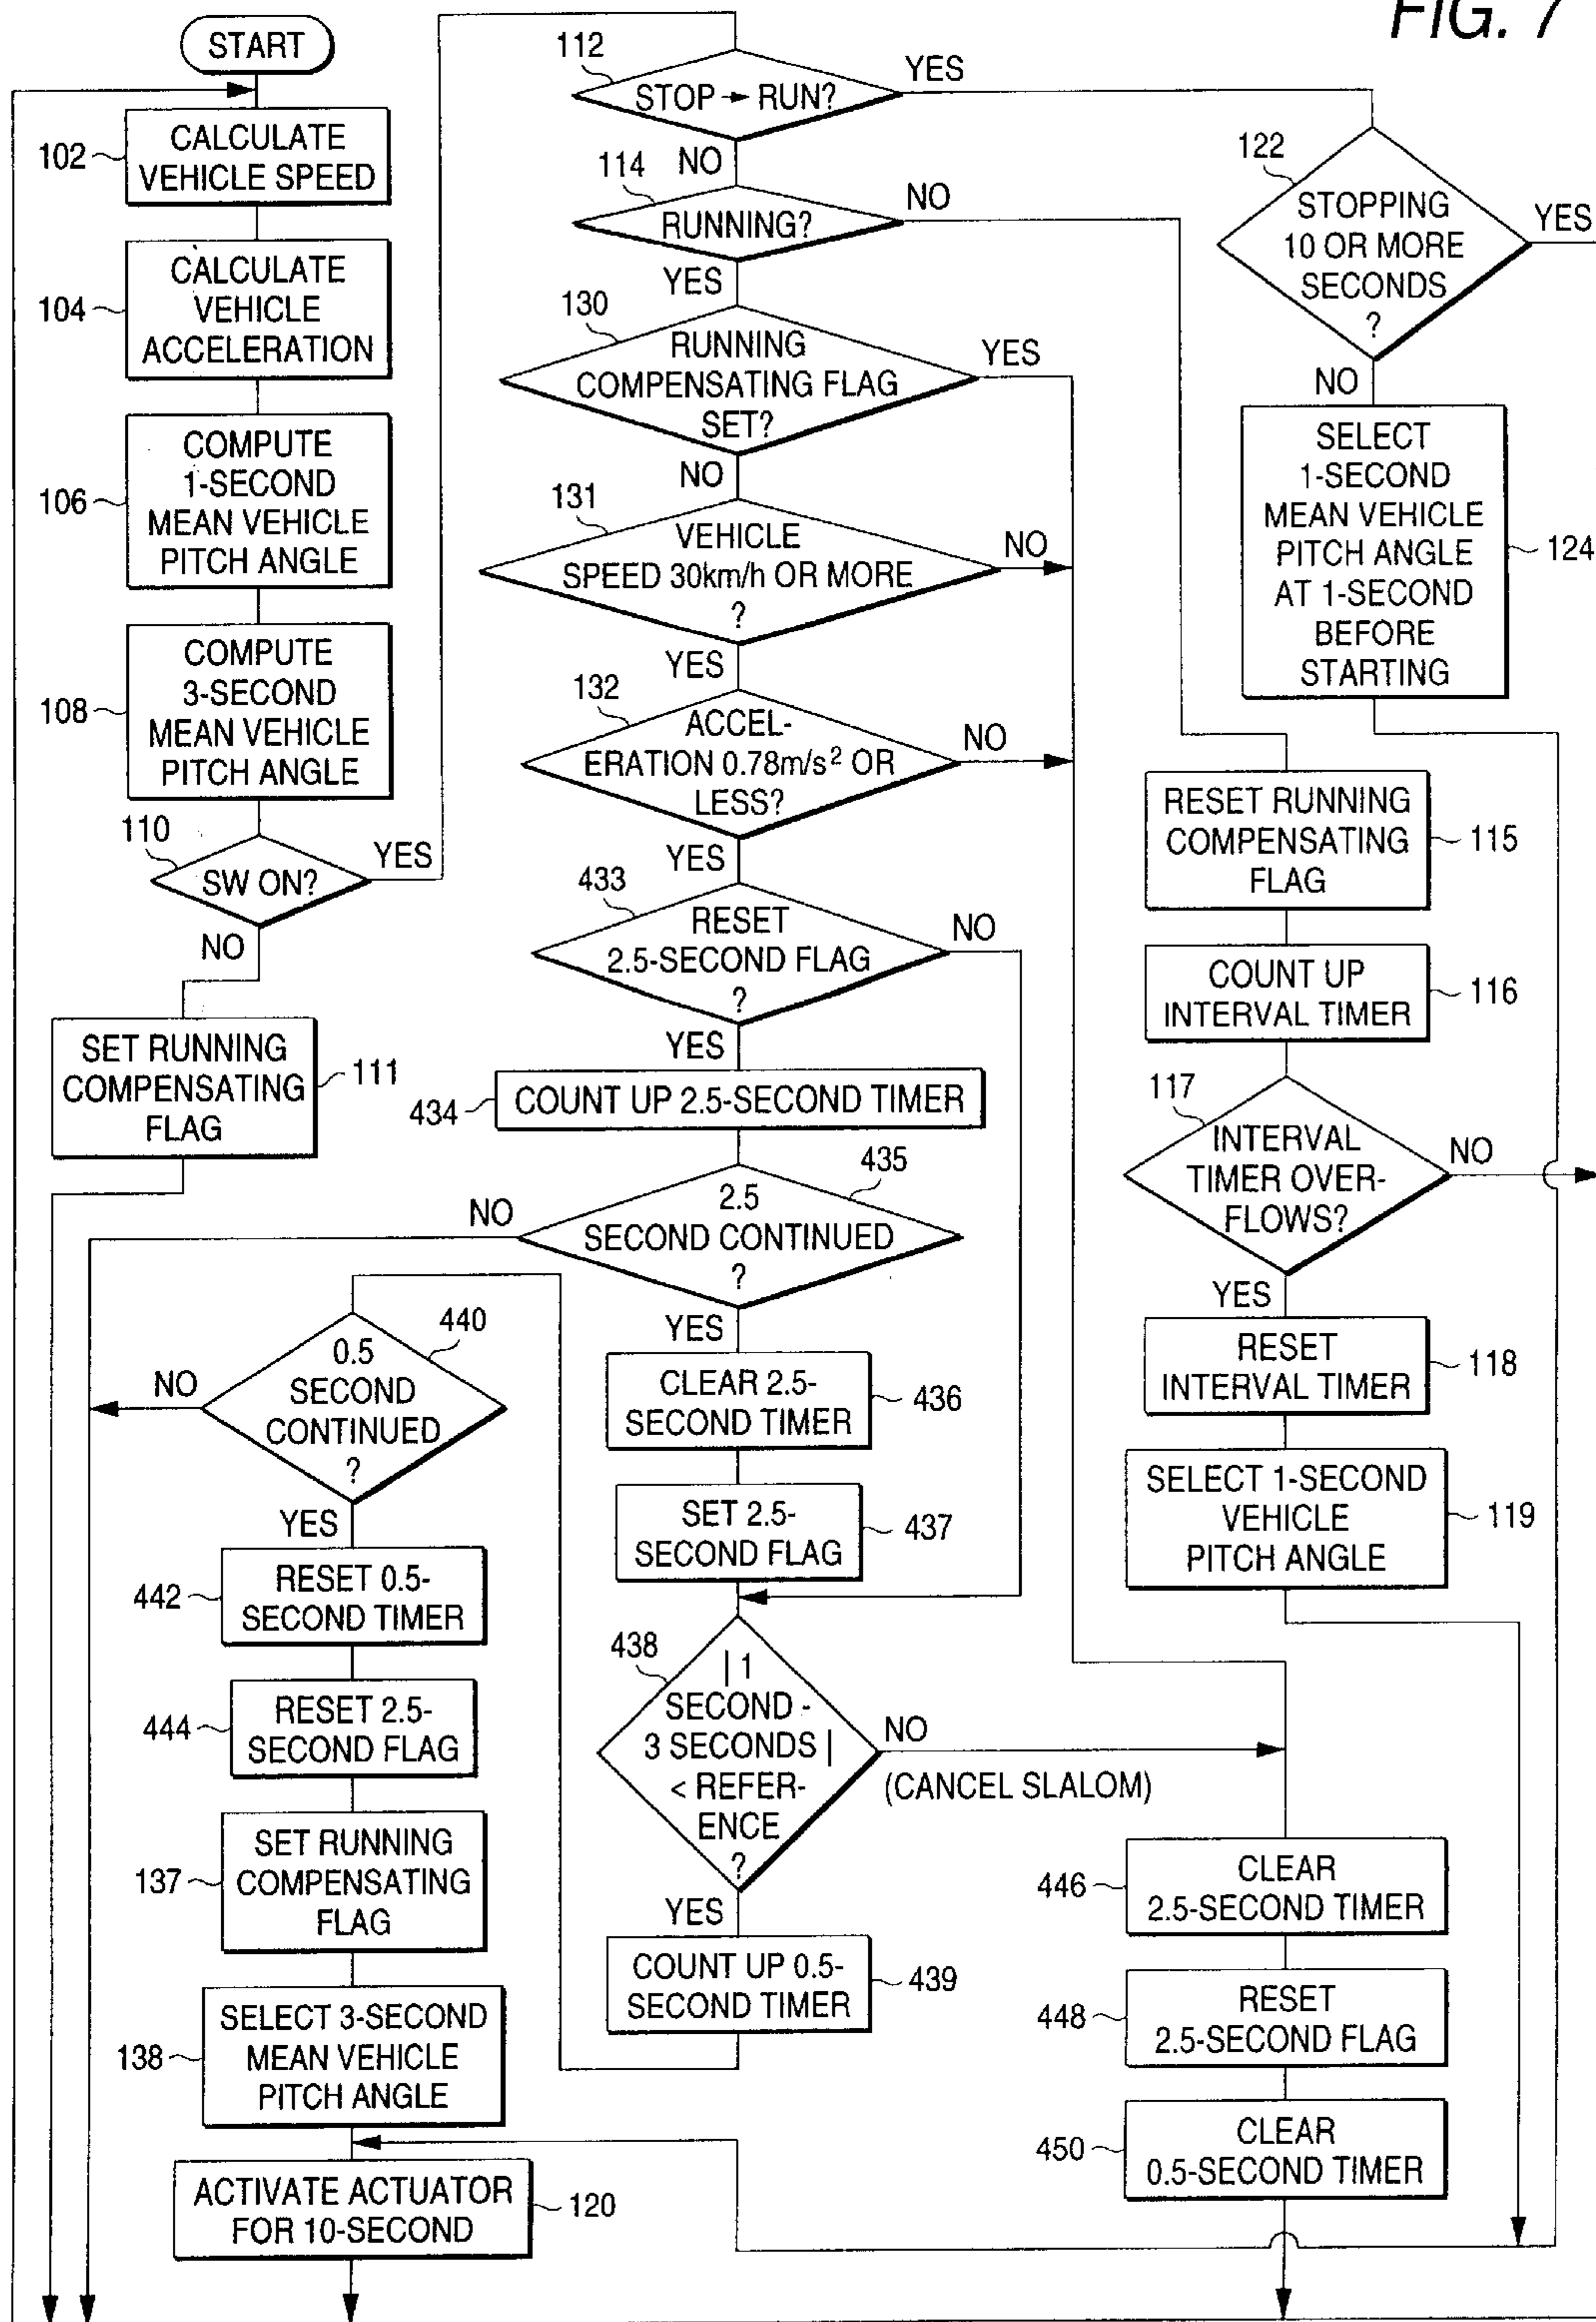 FIG. 7
START
102
CALCULATE
VEHICLE SPEED
104
CALCULATE
VEHICLE
ACCELERATION
106
COMPUTE
1-SECOND
MEAN VEHICLE
PITCH ANGLE
108
COMPUTE
3-SECOND
MEAN VEHICLE
PITCH ANGLE
110
SW ON?
YES
NO
SET RUNNING
COMPENSATING
FLAG
111
112
STOP → RUN?
YES
NO
114
RUNNING?
NO
YES
130
RUNNING
COMPENSATING FLAG
SET?
YES
NO
131
VEHICLE
SPEED 30km/h OR MORE
?
NO
YES
132
ACCEL-
ERATION 0.78m/s² OR
LESS?
NO
YES
433
RESET
2.5-SECOND FLAG
?
NO
YES
434
COUNT UP 2.5-SECOND TIMER
435
2.5
SECOND CONTINUED
?
NO
YES
CLEAR 2.5-
SECOND TIMER
436
SET 2.5-
SECOND FLAG
437
438
| 1
SECOND -
3 SECONDS |
< REFER-
ENCE
?
NO
(CANCEL SLALOM)
YES
COUNT UP 0.5-
SECOND TIMER
439
440
0.5
SECOND
CONTINUED
?
NO
YES
442
RESET 0.5-
SECOND TIMER
444
RESET 2.5-
SECOND FLAG
137
SET RUNNING
COMPENSATING
FLAG
138
SELECT 3-SECOND
MEAN VEHICLE
PITCH ANGLE
ACTIVATE ACTUATOR
FOR 10-SECOND
120
122
STOPPING
10 OR MORE
SECONDS
?
YES
NO
SELECT
1-SECOND
MEAN VEHICLE
PITCH ANGLE
AT 1-SECOND
BEFORE
STARTING
124
RESET RUNNING
COMPENSATING
FLAG
115
COUNT UP
INTERVAL TIMER
116
117
INTERVAL
TIMER OVER-
FLOWS?
NO
YES
RESET
INTERVAL TIMER
118
SELECT 1-SECOND
VEHICLE
PITCH ANGLE
119
446
CLEAR
2.5-SECOND TIMER
448
RESET
2.5-SECOND FLAG
450
CLEAR
0.5-SECOND TIMER